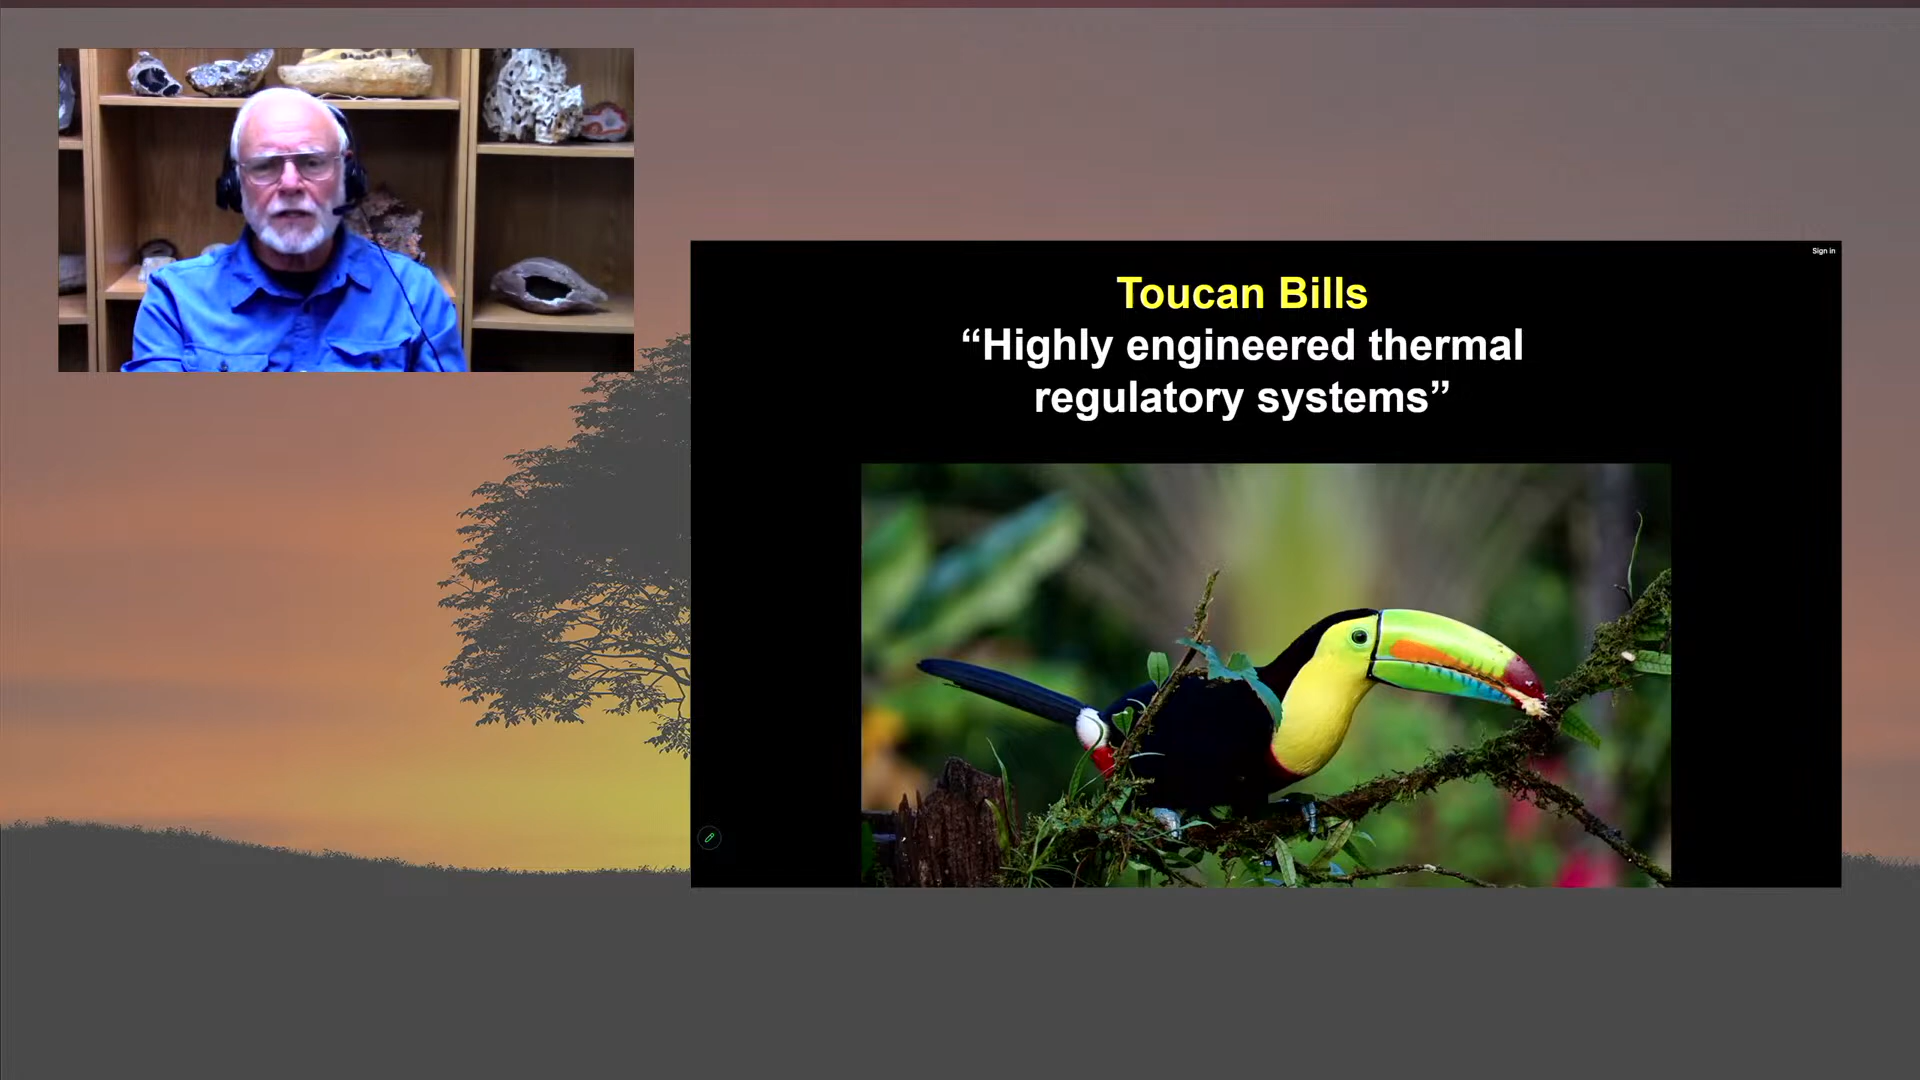 Sign in
Toucan Bills
“Highly engineered thermal
regulatory systems”